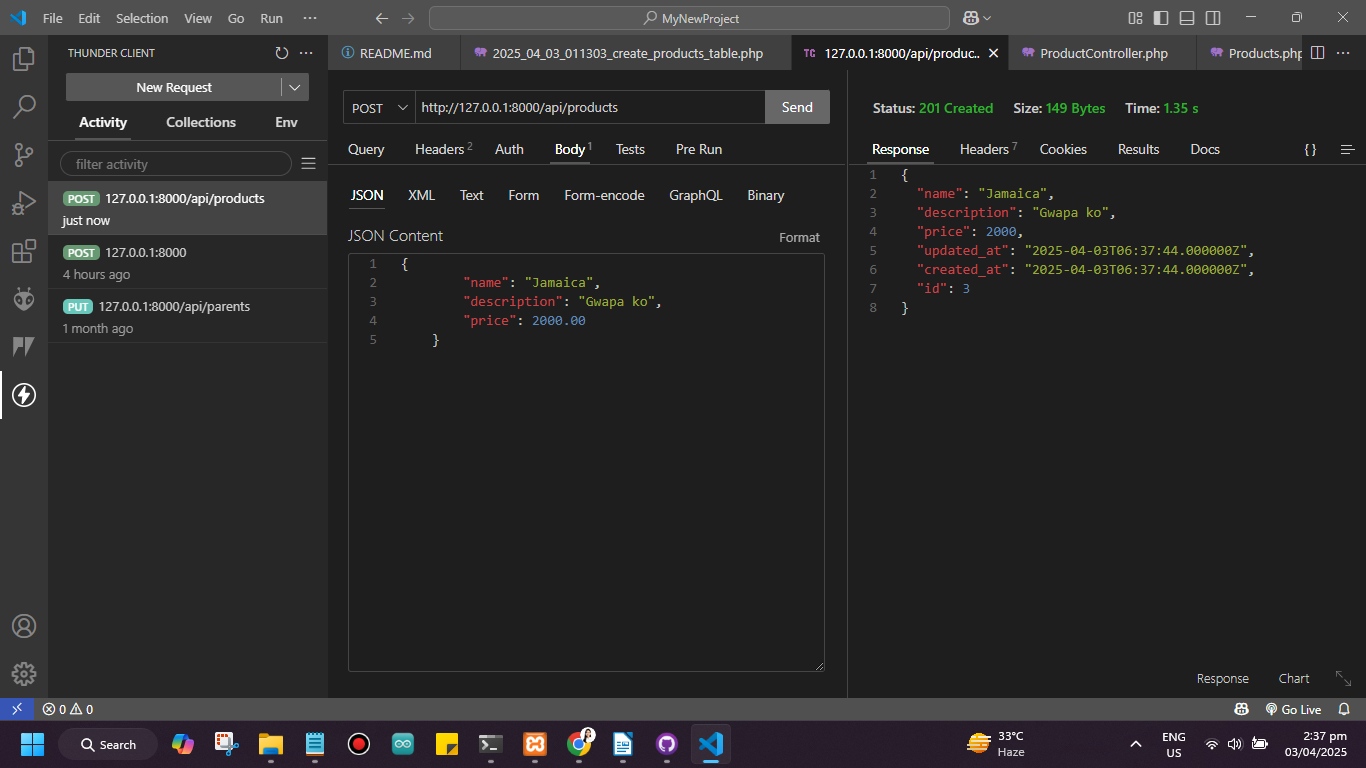 File Edit Selection View Go Run ··· MyNewProject
THUNDER CLIENT
New Request
Activity Collections Env
filter activity
POST 127.0.0.1:8000/api/products
just now
POST 127.0.0.1:8000
4 hours ago
PUT 127.0.0.1:8000/api/parents
1 month ago
README.md 2025_04_03_011303_create_products_table.php TC 127.0.0.1:8000/api/produc.. ProductController.php Products.php
POST http://127.0.0.1:8000/api/products Send
Query Headers 2 Auth Body 1 Tests Pre Run
JSON XML Text Form Form-encode GraphQL Binary
JSON Content Format
1 {
2 "name": "Jamaica",
3 "description": "Gwapa ko",
4 "price": 2000.00
5 }
Status: 201 Created Size: 149 Bytes Time: 1.35 s
Response Headers 7 Cookies Results Docs { }
1 {
2 "name": "Jamaica",
3 "description": "Gwapa ko",
4 "price": 2000,
5 "updated_at": "2025-04-03T06:37:44.000000Z",
6 "created_at": "2025-04-03T06:37:44.000000Z",
7 "id": 3
8 }
Response Chart
0 0 Go Live
Search
33°C
Haze
ENG
US
2:37 pm
03/04/2025